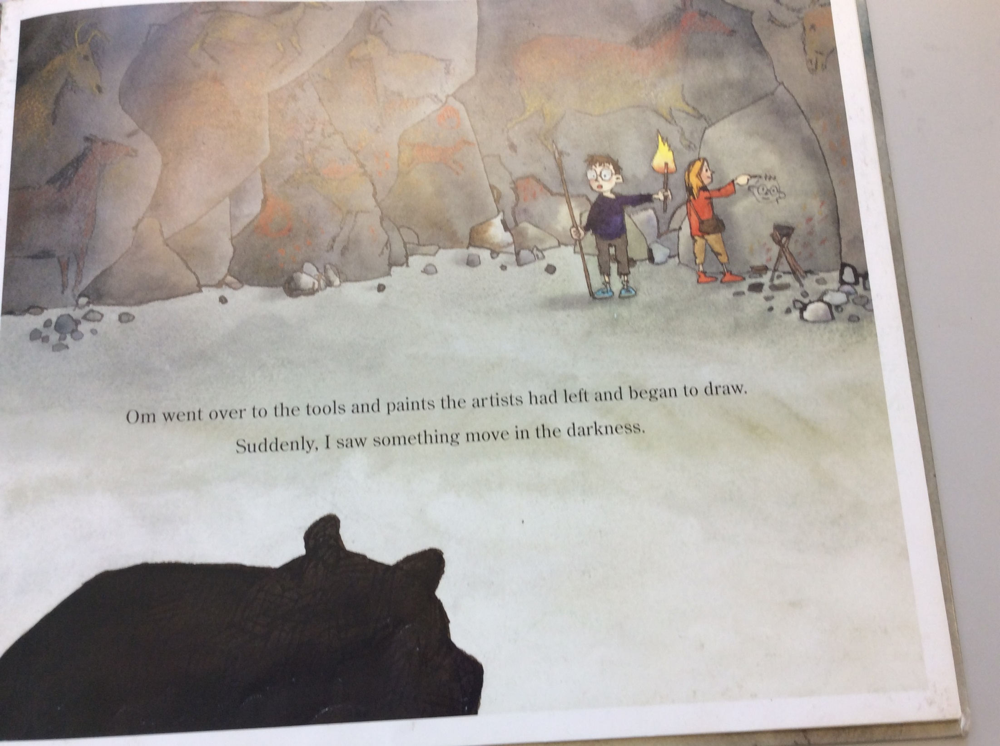 Om went over to the tools and paints the artists had left and began to draw.
Suddenly, I saw something move in the darkness.